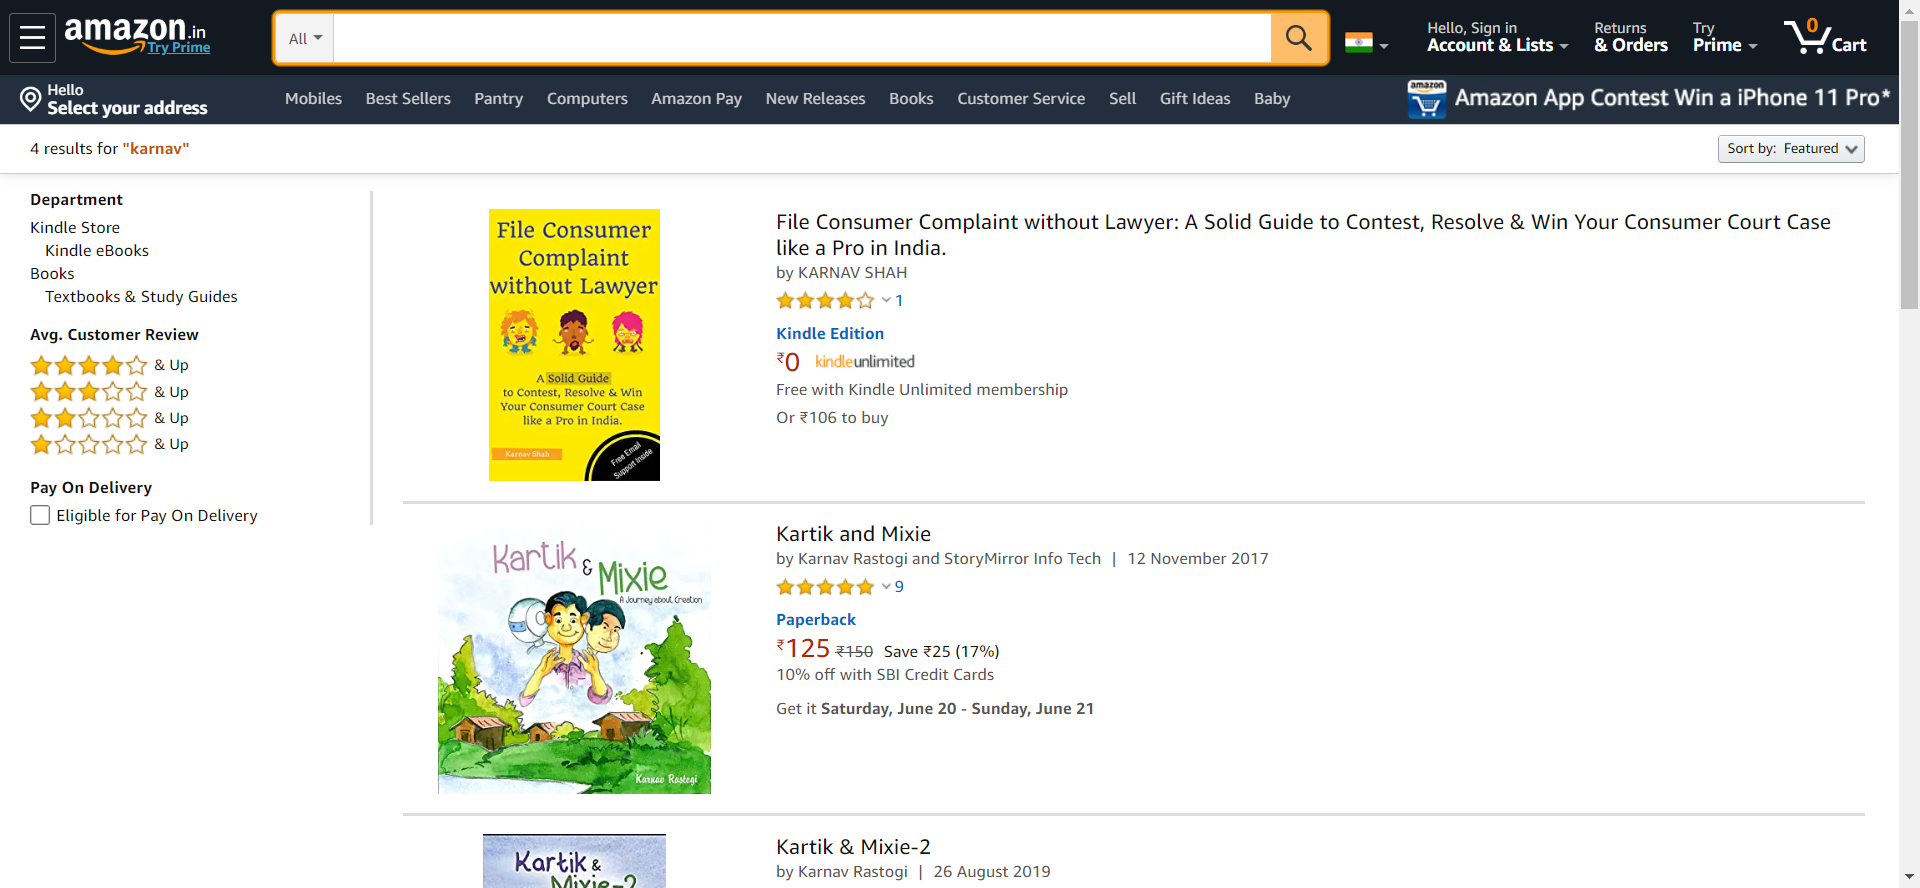 amazon.in
Try Prime
All
Hello, Sign in
Account & Lists
Returns
& Orders
Try
Prime
0
Cart
Hello
Select your address
Mobiles
Best Sellers
Pantry
Computers
Amazon Pay
New Releases
Books
Customer Service
Sell
Gift Ideas
Baby
amazon
Amazon App Contest Win a iPhone 11 Pro*
4 results for "karnav"
Sort by: Featured
Department
Kindle Store
Kindle eBooks
Books
Textbooks & Study Guides
Avg. Customer Review
& Up
& Up
& Up
& Up
Pay On Delivery
Eligible for Pay On Delivery
File Consumer
Complaint
without Lawyer
A Solid Guide
to Contest, Resolve & Win
Your Consumer Court Case
like a Pro in India.
Karnav Shah
Free Email
Support Inside
File Consumer Complaint without Lawyer: A Solid Guide to Contest, Resolve & Win Your Consumer Court Case
like a Pro in India.
by KARNAV SHAH
1
Kindle Edition
₹0 kindleunlimited
Free with Kindle Unlimited membership
Or ₹106 to buy
Kartik & Mixie
A Journey about Creation
Karnav Rastogi
Kartik and Mixie
by Karnav Rastogi and StoryMirror Info Tech | 12 November 2017
9
Paperback
₹125 ₹150 Save ₹25 (17%)
10% off with SBI Credit Cards
Get it Saturday, June 20 - Sunday, June 21
Kartik &
Mixie-2
Kartik & Mixie-2
by Karnav Rastogi | 26 August 2019